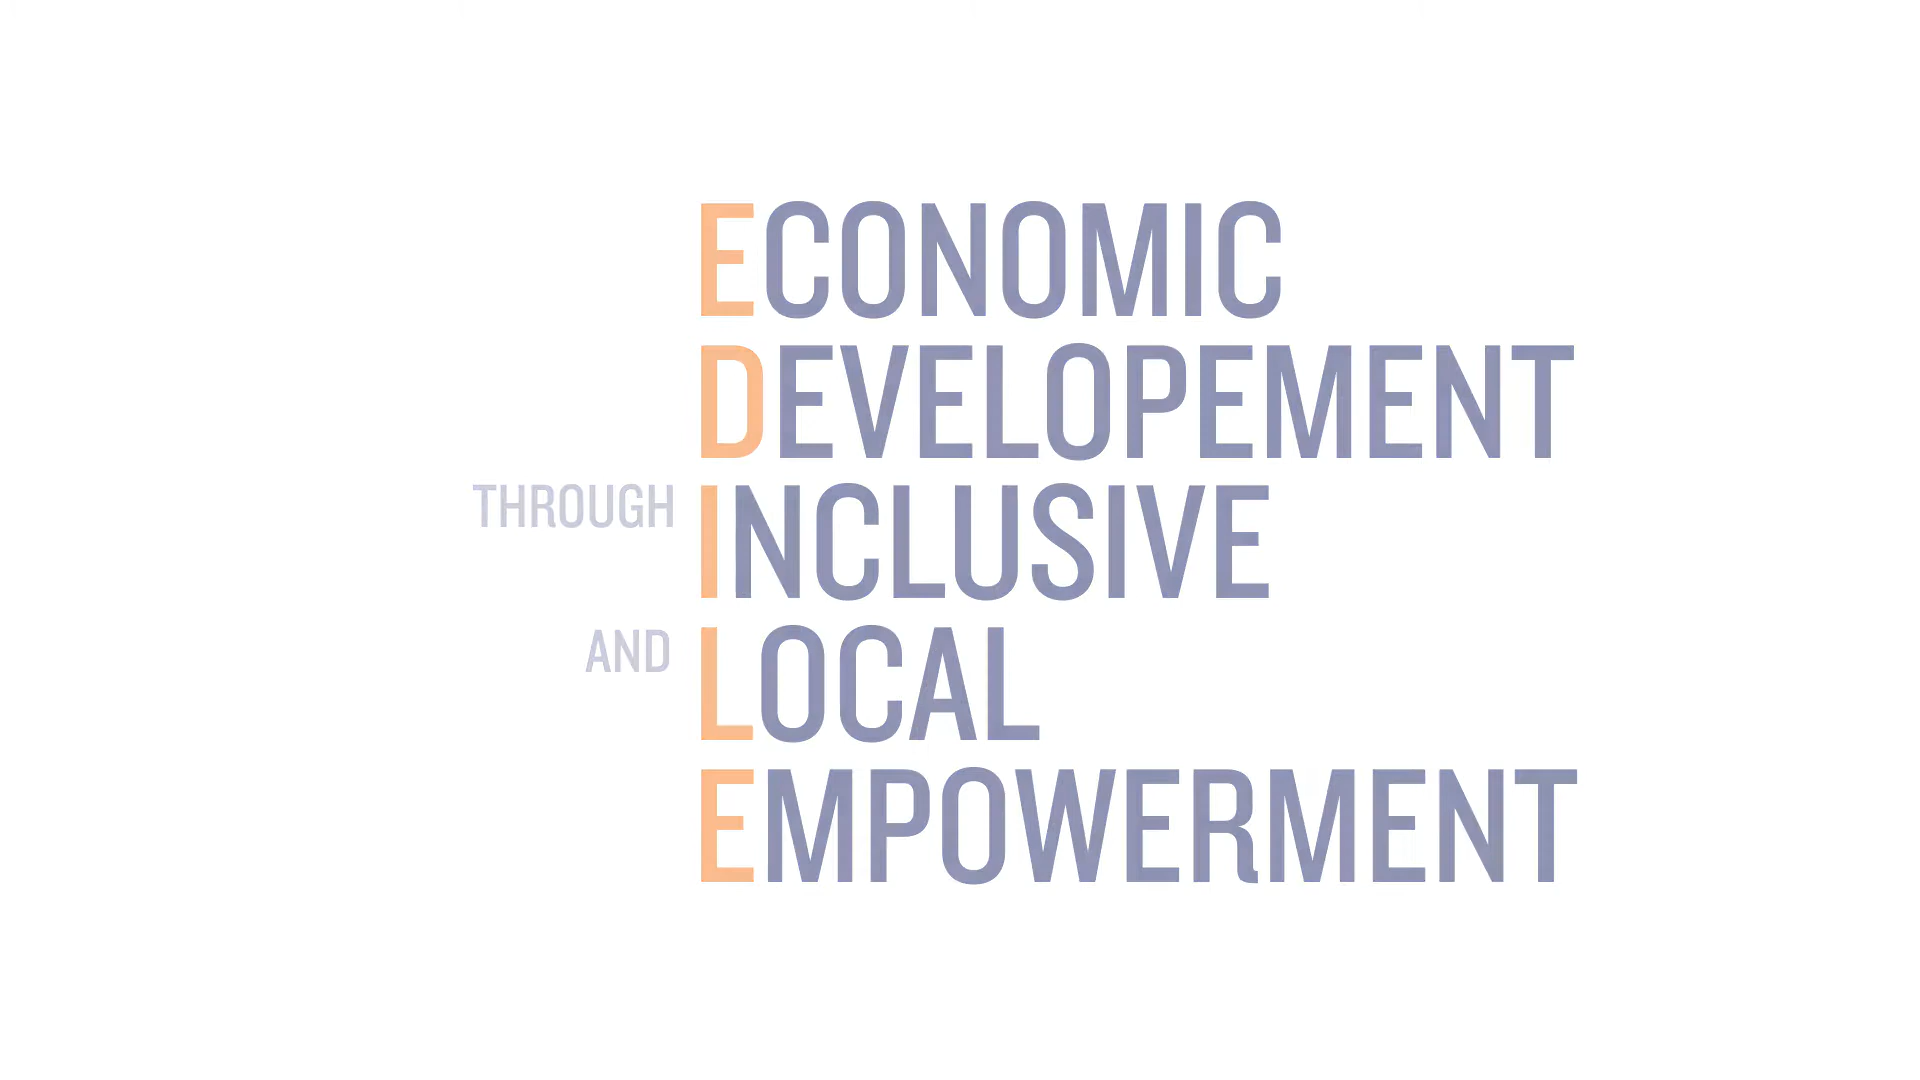 ECONOMIC
DEVELOPEMENT
THROUGH INCLUSIVE
AND LOCAL
EMPOWERMENT